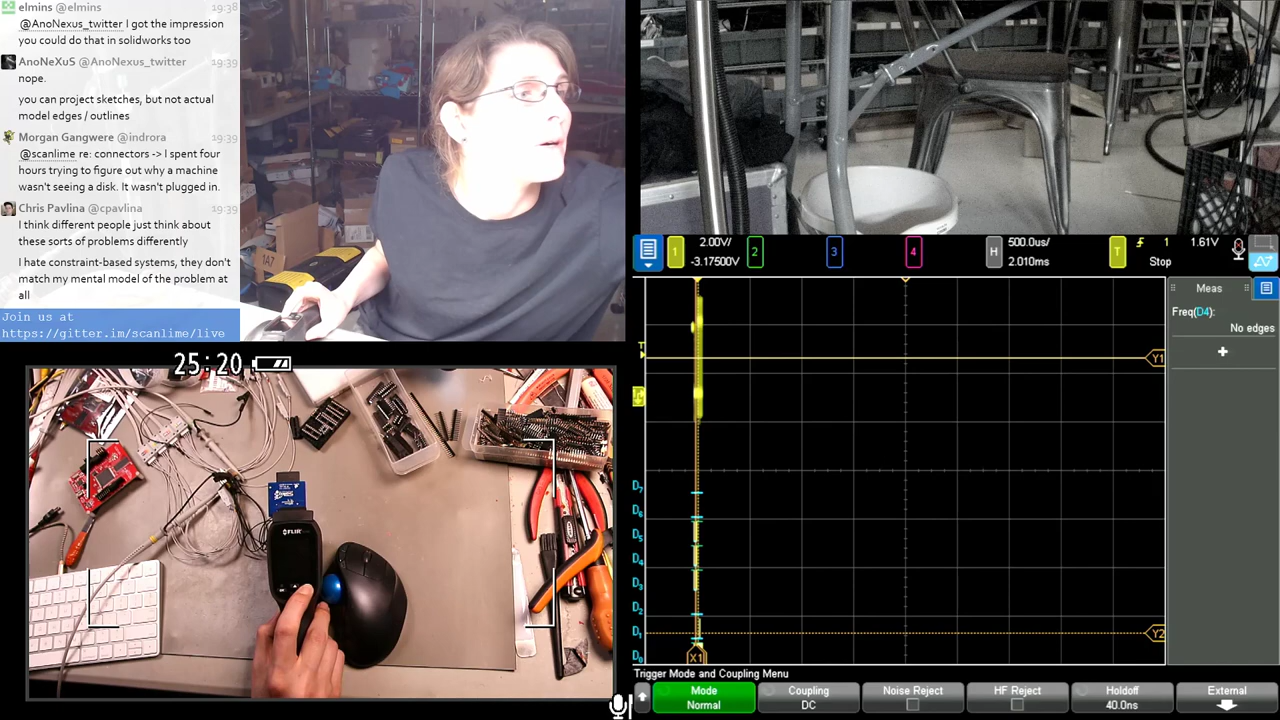 elmins @elmins 19:38
@AnoNexus_twitter I got the impression
you could do that in solidworks too
AnoNeXuS @AnoNexus_twitter 19:39
nope.
you can project sketches, but not actual
model edges / outlines
Morgan Gangwere @indrora 19:39
@scanlime re: connectors -> I spent four
hours trying to figure out why a machine
wasn't seeing a disk. It wasn't plugged in.
Chris Pavlina @cpavlina 19:39
I think different people just think about
these sorts of problems differently
I hate constraint-based systems, they don't
match my mental model of the problem at
all
Join us at
https://gitter.im/scanlime/live
1A7
25:20
FLIR
1 2.00V/ 2 3 4 H 500.0us/ T 1 1.61V
-3.17500V 2.010ms Stop
Meas
Freq(D4):
No edges
+
T
Y1
D7
D6
D5
D4
D3
D2
D1
D0
Y2
X1
Trigger Mode and Coupling Menu
Mode Coupling Noise Reject HF Reject Holdoff External
Normal DC 40.0ns